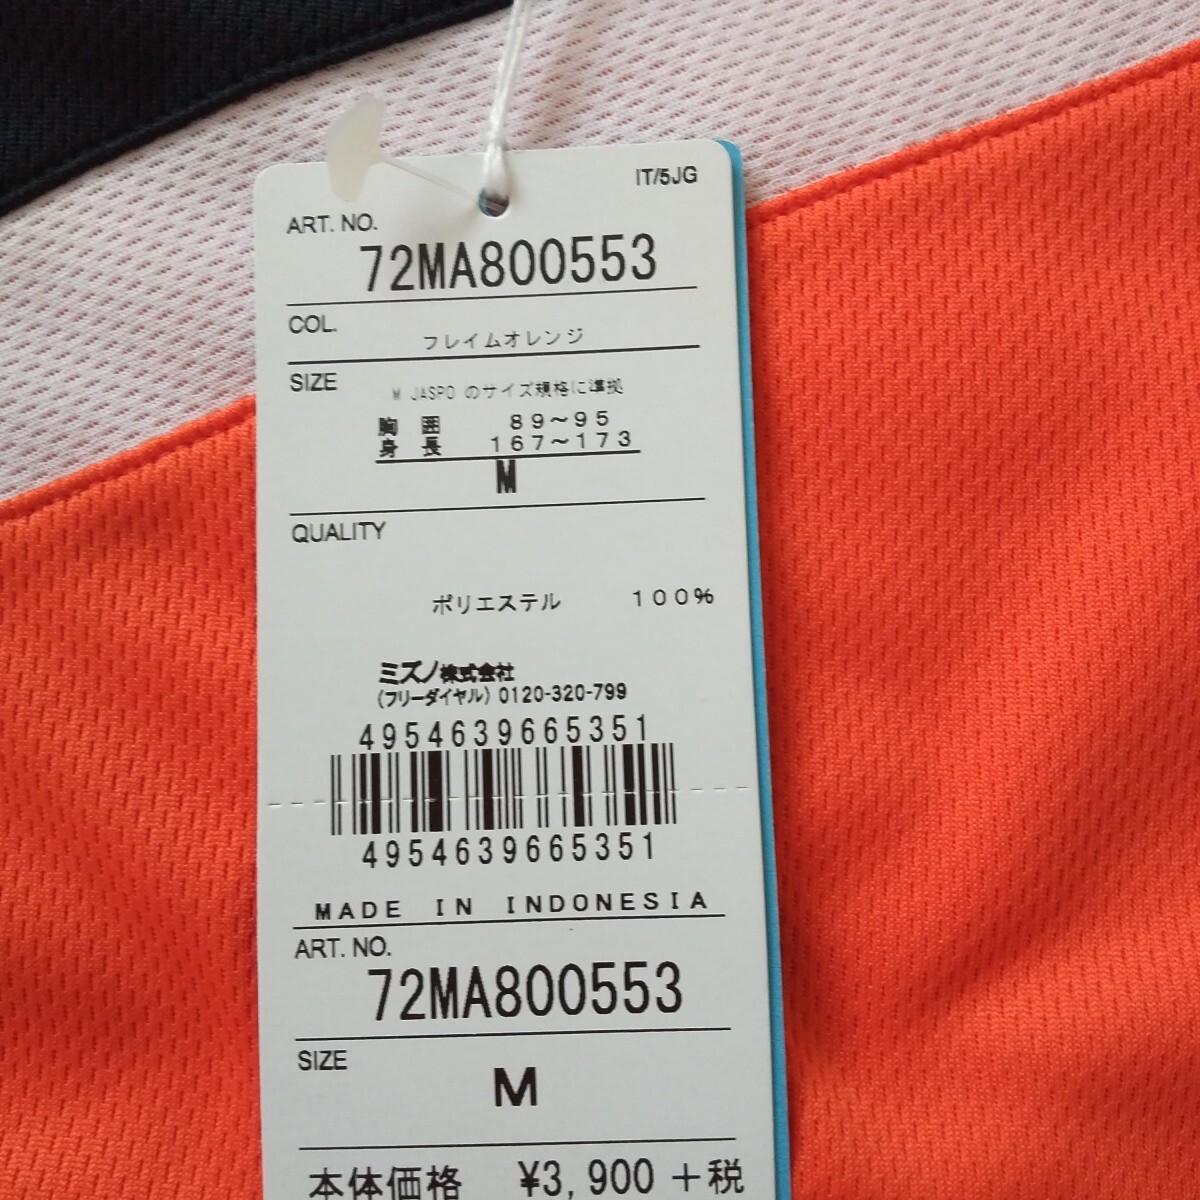 IT/5JG
ART. NO.
72MA800553
COL.
フレイムオレンジ
SIZE
M JASPO のサイズ規格に準拠
胸 囲 89～95
身 長 167～173
M
QUALITY
ポリエステル 100%
ミズノ株式会社
(フリーダイヤル) 0120-320-799
4954639665351
4954639665351
MADE IN INDONESIA
ART. NO.
72MA800553
SIZE
M
本体価格 ¥3,900+税